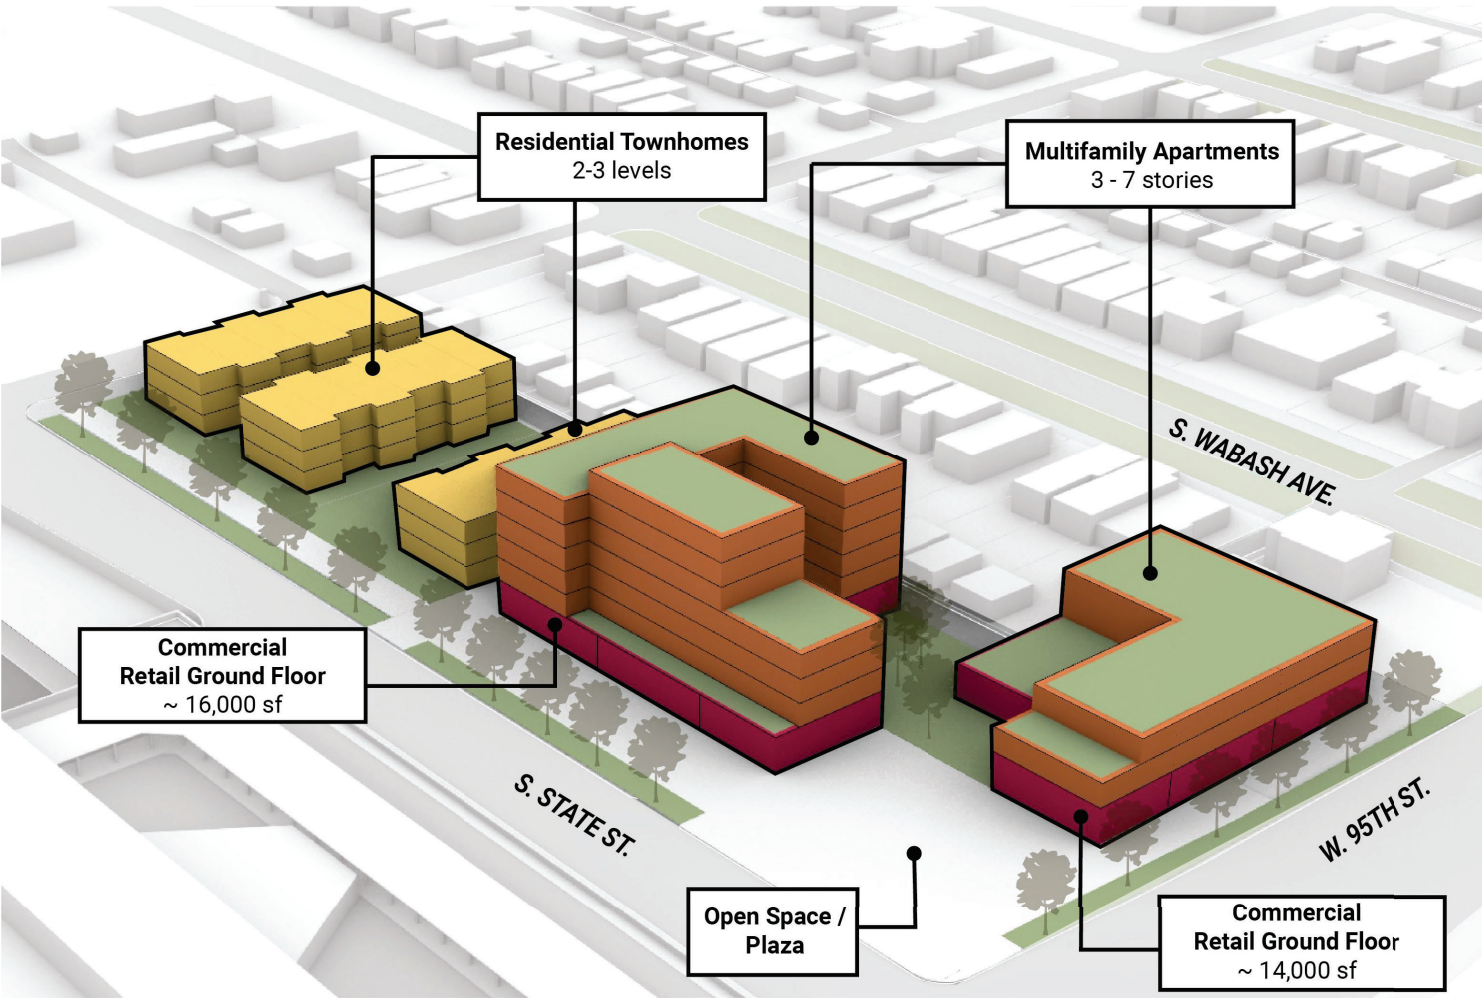 Residential Townhomes
2-3 levels
Multifamily Apartments
3 - 7 stories
S. WABASH AVE.
Commercial
Retail Ground Floor
~ 16,000 sf
S. STATE ST.
W. 95TH ST.
Open Space /
Plaza
Commercial
Retail Ground Floor
~ 14,000 sf